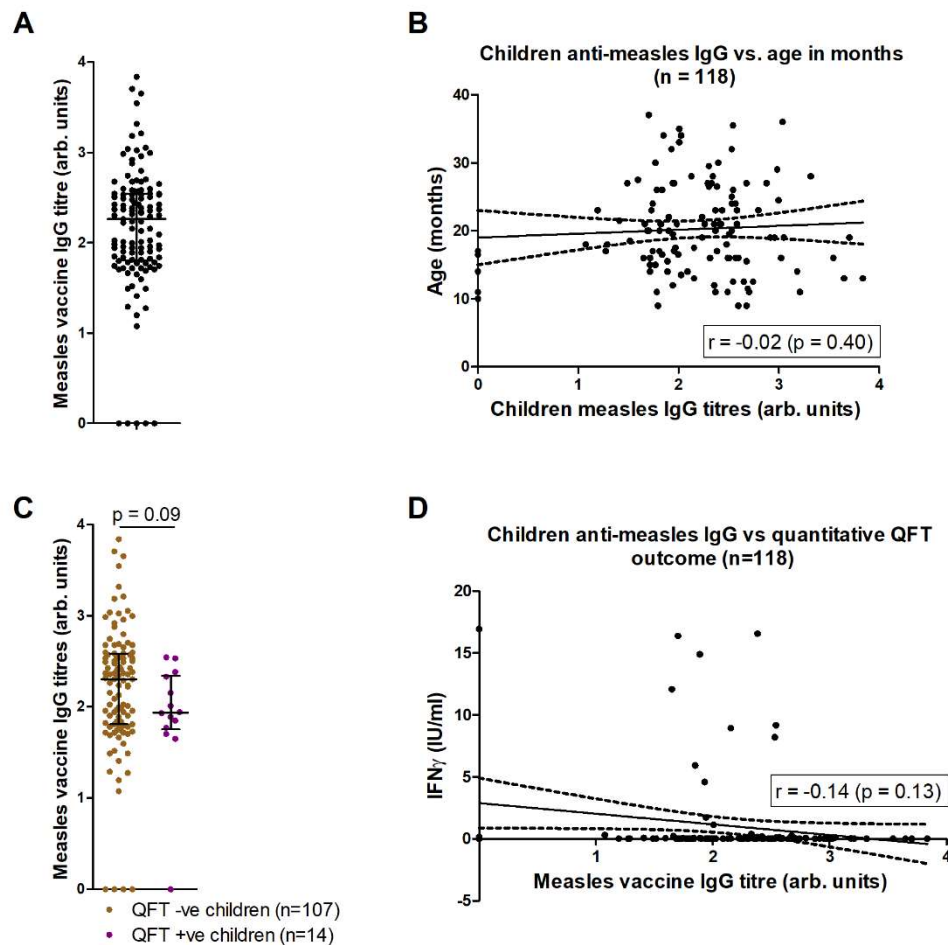 A
Measles vaccine IgG titre (arb. units)
4
3
2
1
0
B
Children anti-measles IgG vs. age in months
(n = 118)
Age (months)
40
30
20
10
0
r = -0.02 (p = 0.40)
0 1 2 3 4
Children measles IgG titres (arb. units)
C
p = 0.09
Measles vaccine IgG titres (arb. units)
4
3
2
1
0
QFT -ve children (n=107)
QFT +ve children (n=14)
D
Children anti-measles IgG vs quantitative QFT
outcome (n=118)
IFNγ (IU/ml)
20
15
10
5
0
-5
r = -0.14 (p = 0.13)
1 2 3 4
Measles vaccine IgG titre (arb. units)